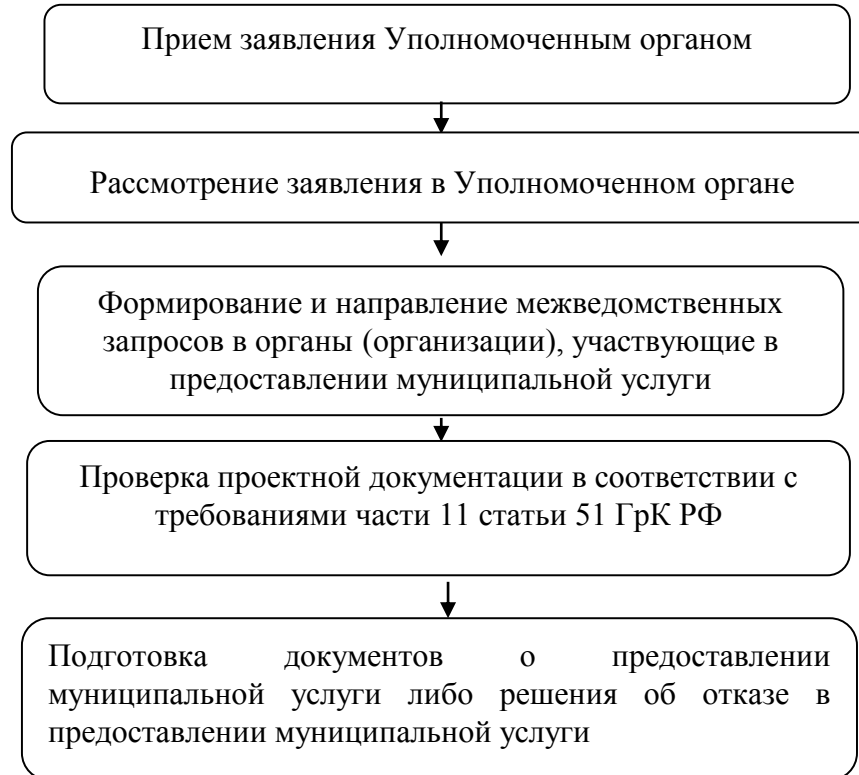 Прием заявления Уполномоченным органом
Рассмотрение заявления в Уполномоченном органе
Формирование и направление межведомственных
запросов в органы (организации), участвующие в
предоставлении муниципальной услуги
Проверка проектной документации в соответствии с
требованиями части 11 статьи 51 ГрК РФ
Подготовка документов о предоставлении
муниципальной услуги либо решения об отказе в
предоставлении муниципальной услуги